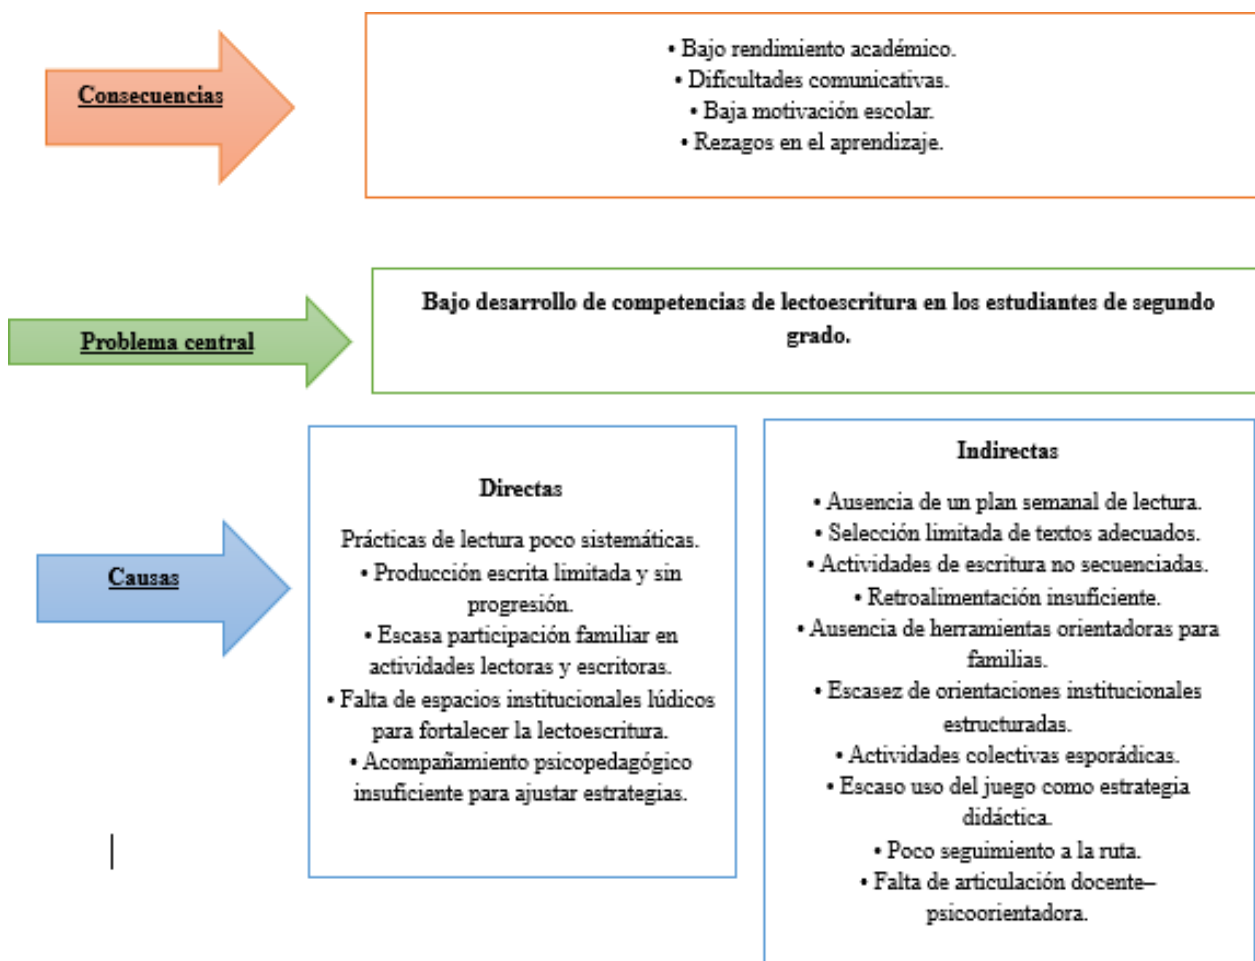 Consecuencias
• Bajo rendimiento académico.
• Dificultades comunicativas.
• Baja motivación escolar.
• Rezagos en el aprendizaje.
Problema central
Bajo desarrollo de competencias de lectoescritura en los estudiantes de segundo
grado.
Causas
Directas
Prácticas de lectura poco sistemáticas.
• Producción escrita limitada y sin
progresión.
• Escasa participación familiar en
actividades lectoras y escritoras.
• Falta de espacios institucionales lúdicos
para fortalecer la lectoescritura.
• Acompañamiento psicopedagógico
insuficiente para ajustar estrategias.
Indirectas
• Ausencia de un plan semanal de lectura.
• Selección limitada de textos adecuados.
• Actividades de escritura no secuenciadas.
• Retroalimentación insuficiente.
• Ausencia de herramientas orientadoras para
familias.
• Escasez de orientaciones institucionales
estructuradas.
• Actividades colectivas esporádicas.
• Escaso uso del juego como estrategia
didáctica.
• Poco seguimiento a la ruta.
• Falta de articulación docente–
psicoorientadora.